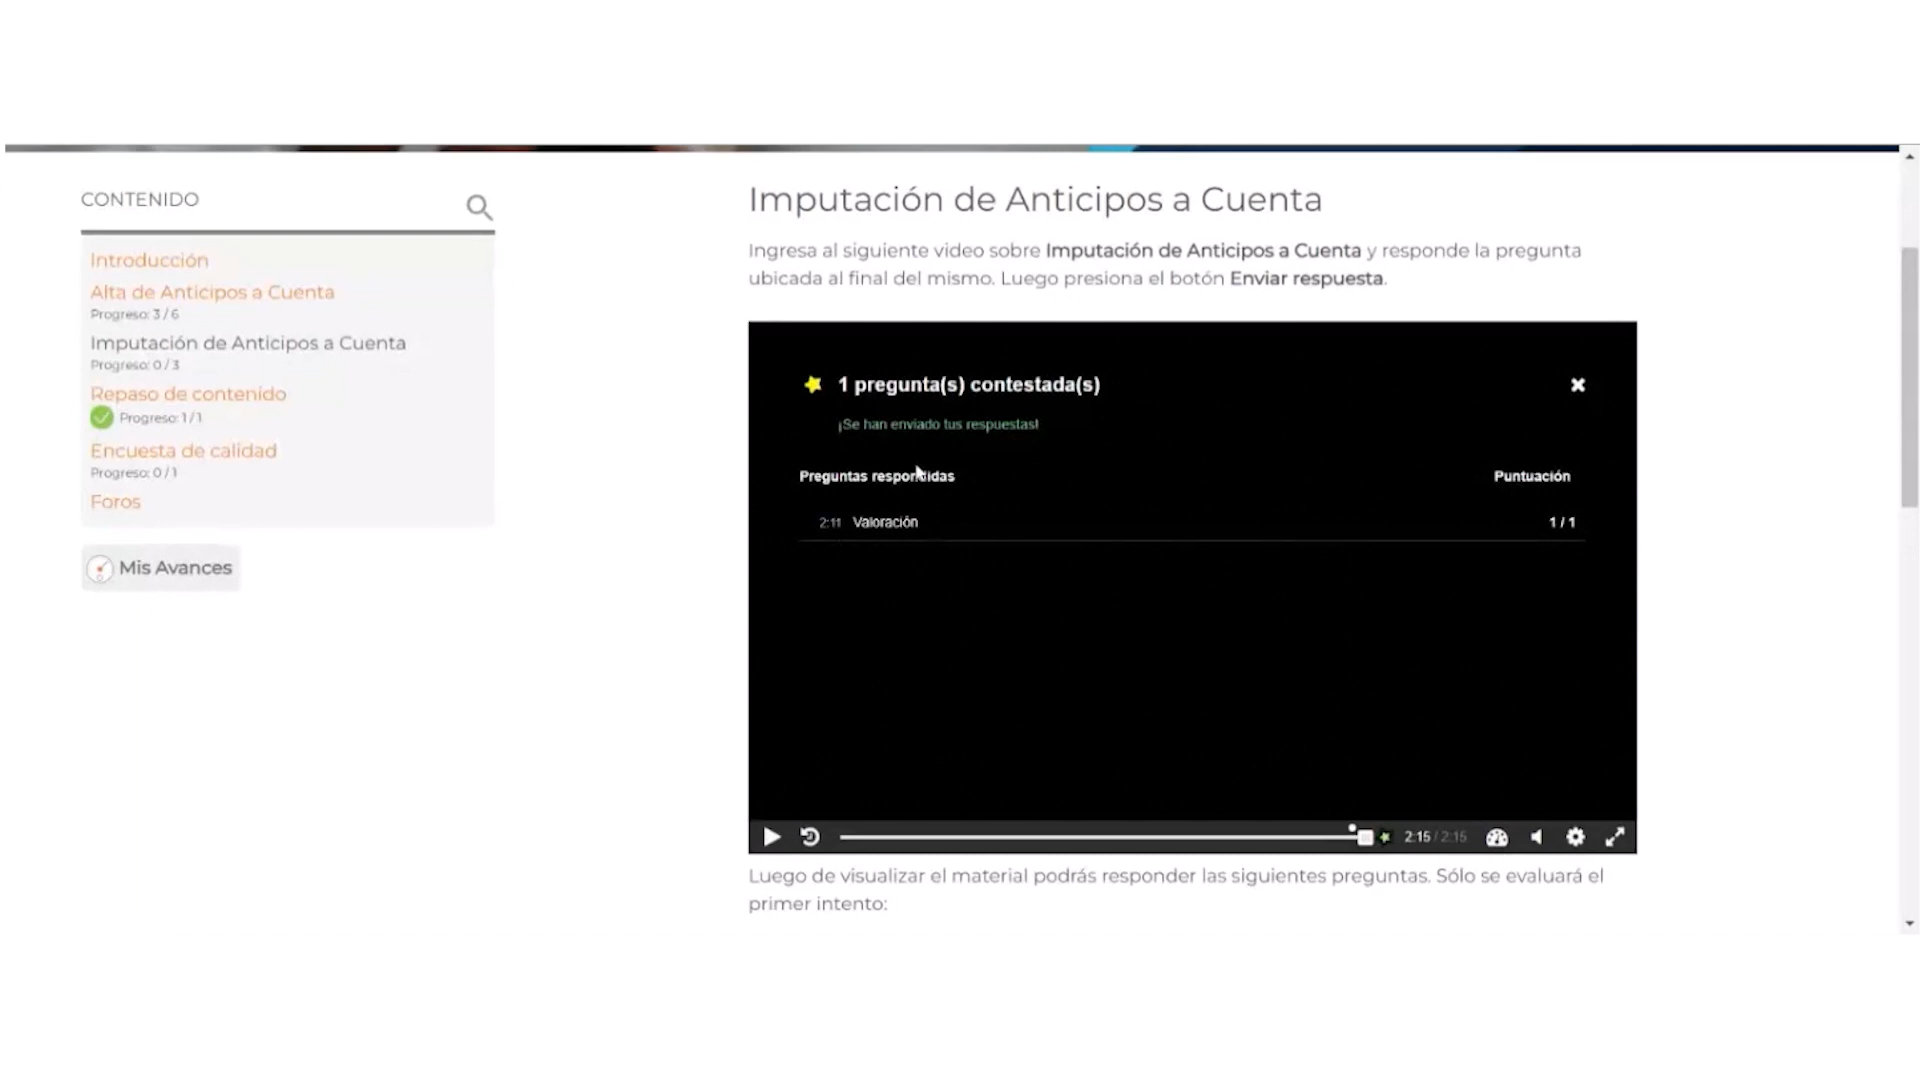 CONTENIDO
Introducción
Alta de Anticipos a Cuenta
Progreso: 3 / 6
Imputación de Anticipos a Cuenta
Progreso: 0 / 3
Repaso de contenido
Progreso: 1 / 1
Encuesta de calidad
Progreso: 0 / 1
Foros
Mis Avances
Imputación de Anticipos a Cuenta
Ingresa al siguiente video sobre Imputación de Anticipos a Cuenta y responde la pregunta
ubicada al final del mismo. Luego presiona el botón Enviar respuesta.
1 pregunta(s) contestada(s)
¡Se han enviado tus respuestas!
Preguntas respondidas Puntuación
2:11 Valoración 1 / 1
2:15 / 2:15
Luego de visualizar el material podrás responder las siguientes preguntas. Sólo se evaluará el
primer intento: